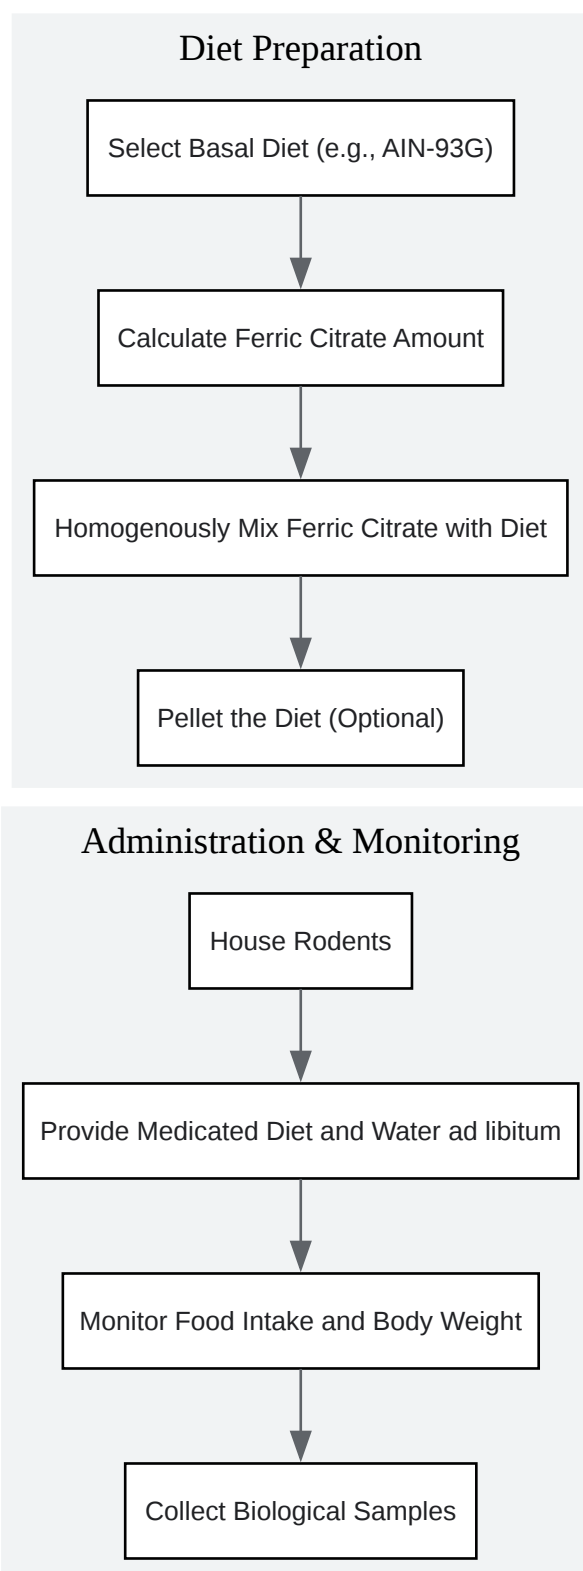 Diet Preparation
Select Basal Diet (e.g., AIN-93G)
Calculate Ferric Citrate Amount
Homogenously Mix Ferric Citrate with Diet
Pellet the Diet (Optional)
Administration & Monitoring
House Rodents
Provide Medicated Diet and Water ad libitum
Monitor Food Intake and Body Weight
Collect Biological Samples